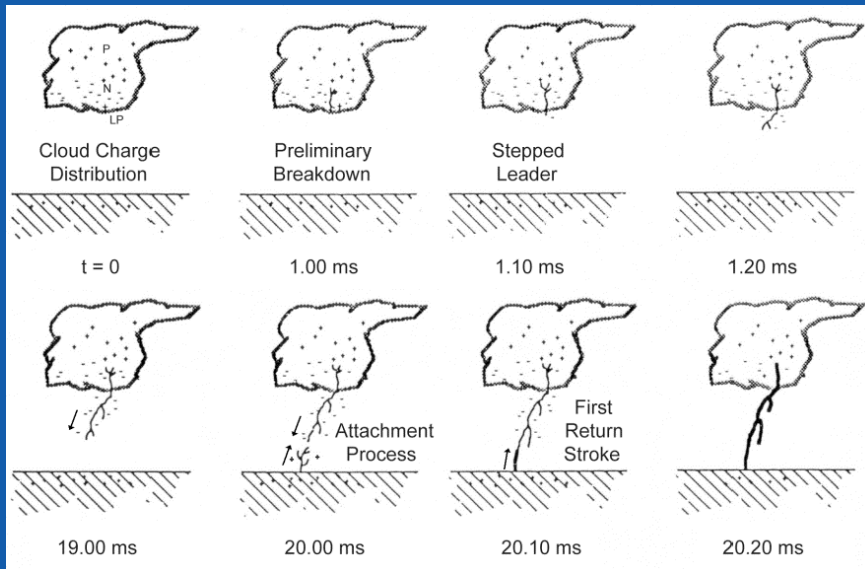 P
N
LP
Cloud Charge
Distribution
Preliminary
Breakdown
Stepped
Leader
t = 0
1.00 ms
1.10 ms
1.20 ms
Attachment
Process
First
Return
Stroke
19.00 ms
20.00 ms
20.10 ms
20.20 ms